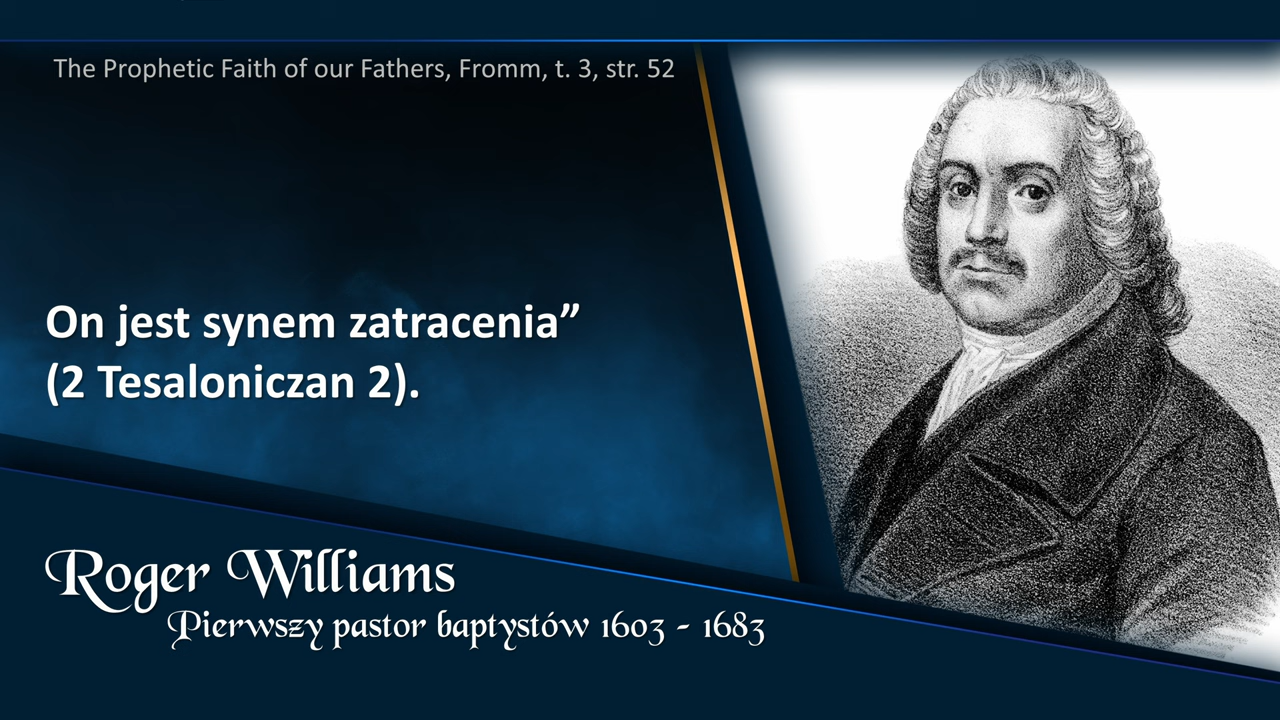 The Prophetic Faith of our Fathers, Fromm, t. 3, str. 52
On jest synem zatracenia”
(2 Tesaloniczan 2).
Roger Williams
Pierwszy pastor baptystów 1603 - 1683